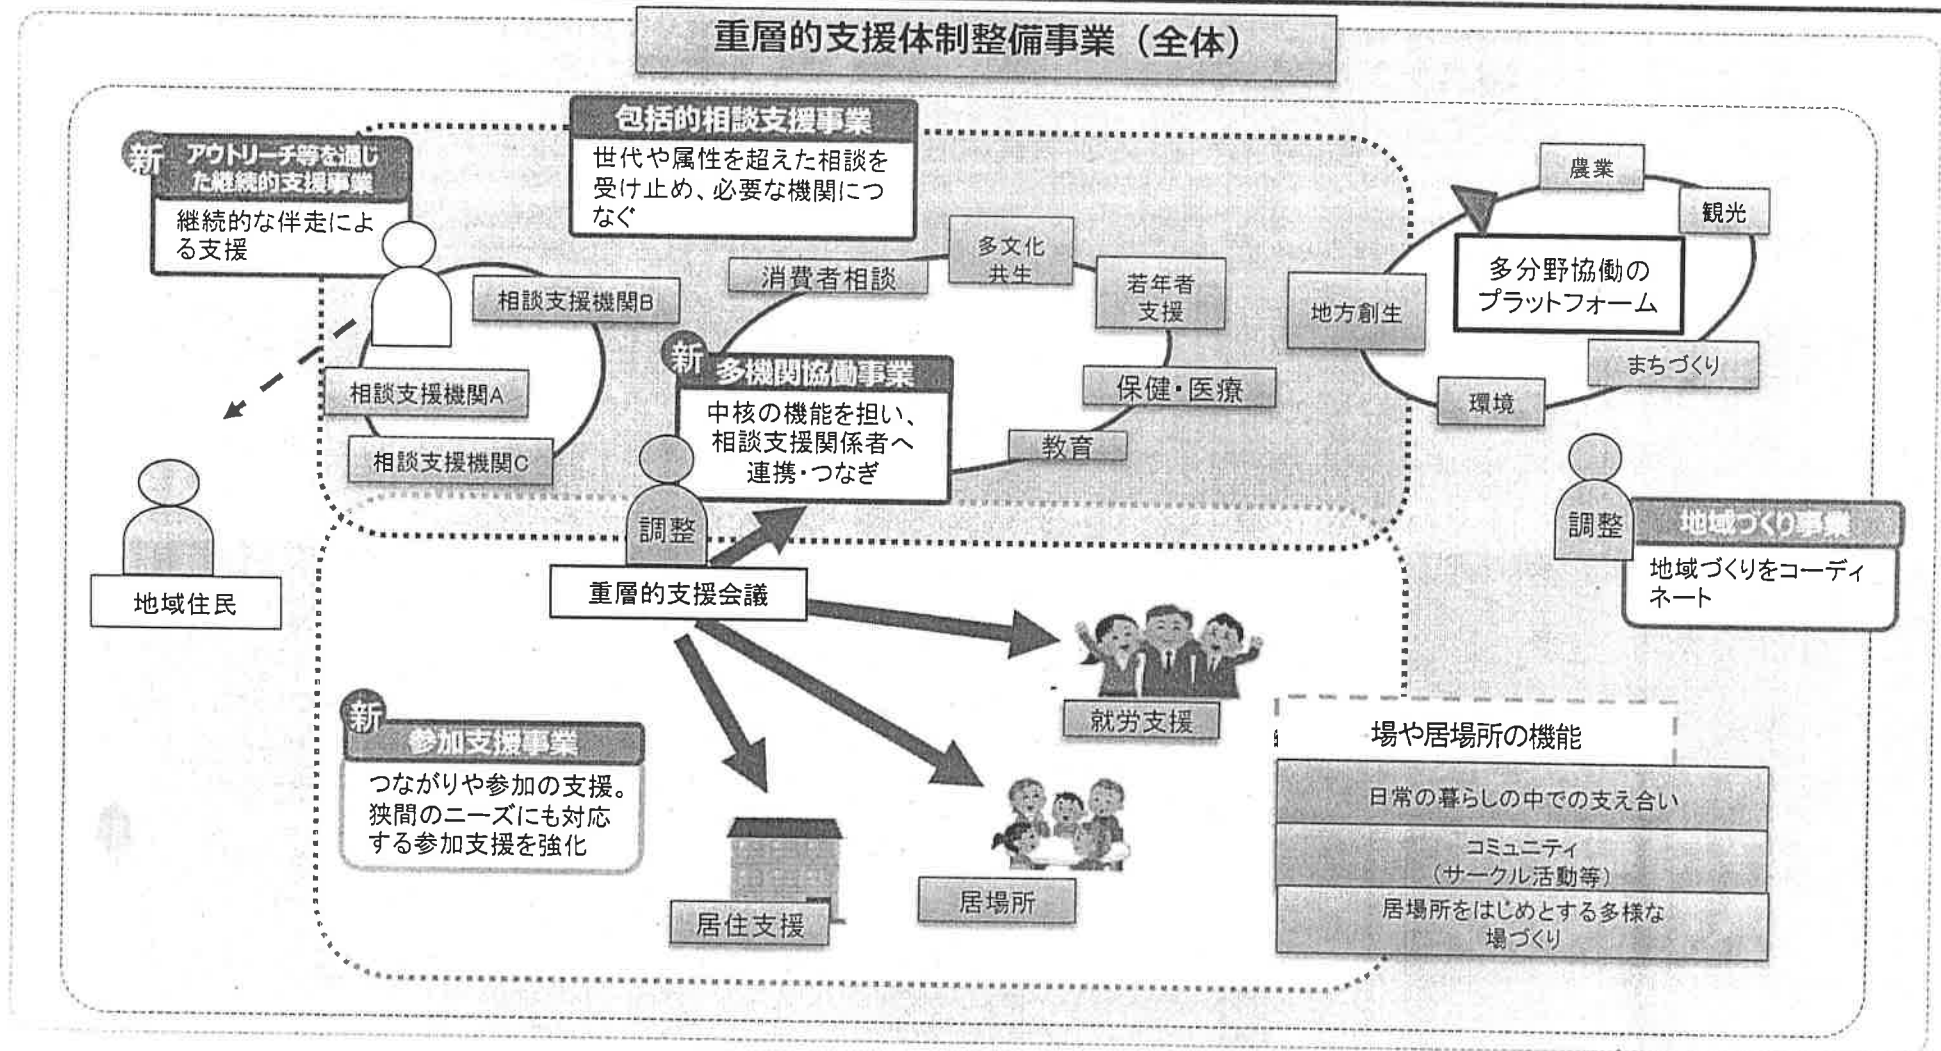 重層的支援体制整備事業（全体）
包括的相談支援事業
世代や属性を超えた相談を
受け止め、必要な機関につ
なぐ
新
アウトリーチ等を通じ
た継続的支援事業
継続的な伴走によ
る支援
相談支援機関B
相談支援機関A
相談支援機関C
消費者相談
多文化
共生
若年者
支援
保健・医療
教育
新
多機関協働事業
中核の機能を担い、
相談支援関係者へ
連携・つなぎ
調整
重層的支援会議
地域住民
農業
観光
地方創生
多分野協働の
プラットフォーム
まちづくり
環境
調整
地域づくり事業
地域づくりをコーディ
ネート
新
参加支援事業
つながりや参加の支援。
狭間のニーズにも対応
する参加支援を強化
就労支援
居場所
居住支援
場や居場所の機能
日常の暮らしの中での支え合い
コミュニティ
（サークル活動等）
居場所をはじめとする多様な
場づくり